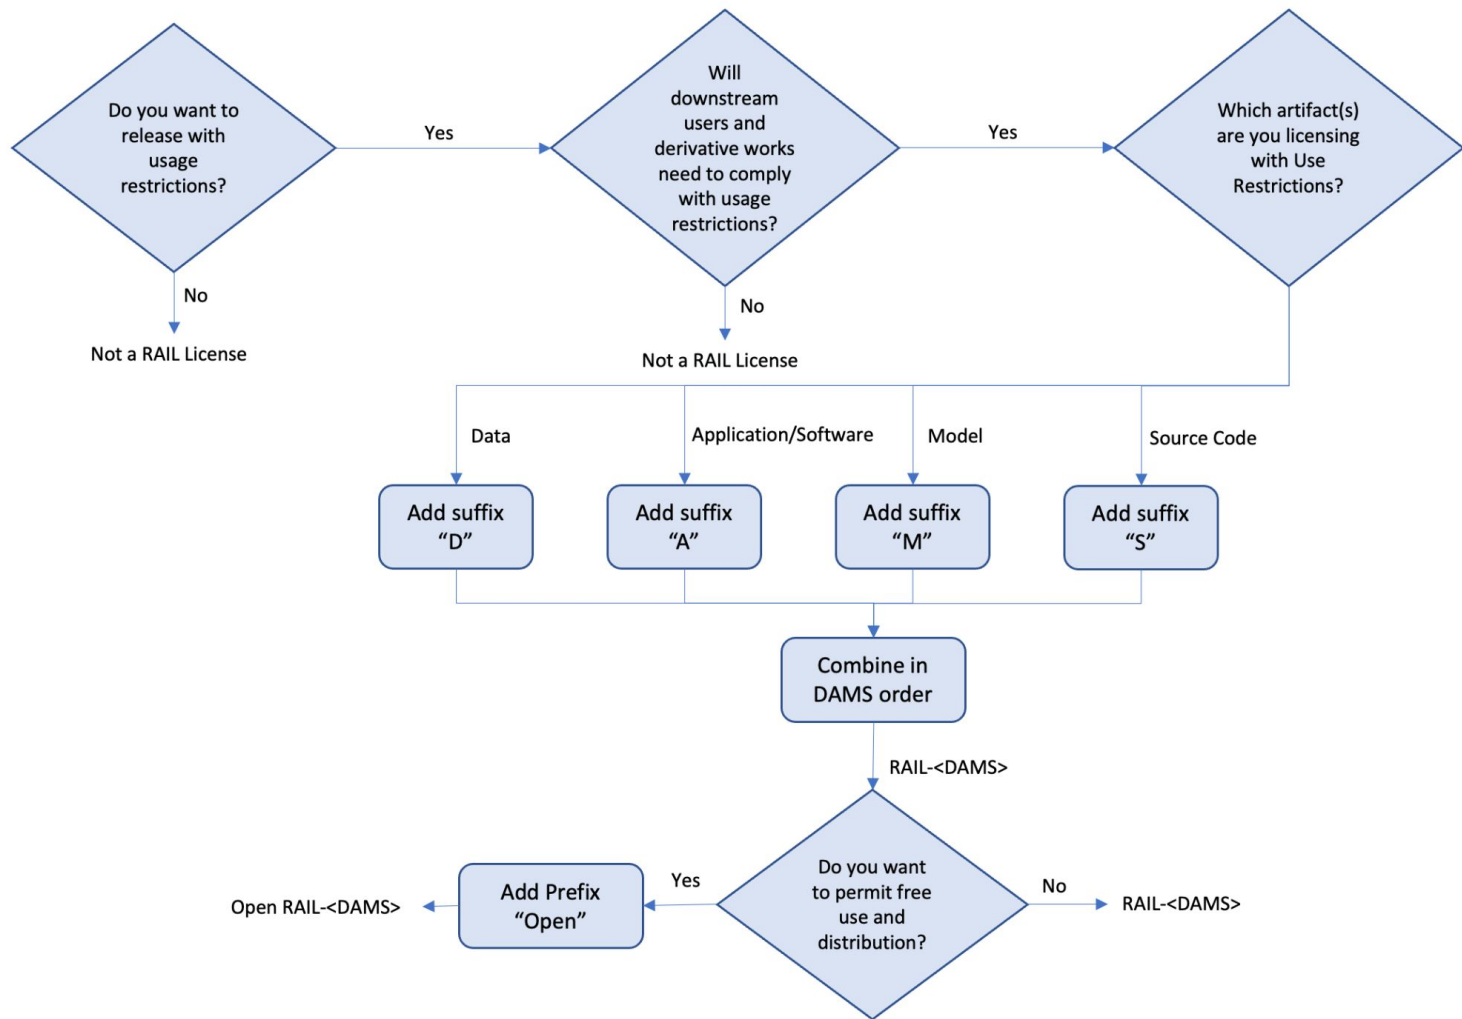 Do you want to
release with
usage
restrictions?
Yes
Will
downstream
users and
derivative works
need to comply
with usage
restrictions?
Yes
Which artifact(s)
are you licensing
with Use
Restrictions?
No
Not a RAIL License
No
Not a RAIL License
Data
Application/Software
Model
Source Code
Add suffix
“D”
Add suffix
“A”
Add suffix
“M”
Add suffix
“S”
Combine in
DAMS order
RAIL-<DAMS>
Do you want
to permit free
use and
distribution?
Yes
Add Prefix
“Open”
Open RAIL-<DAMS>
No
RAIL-<DAMS>